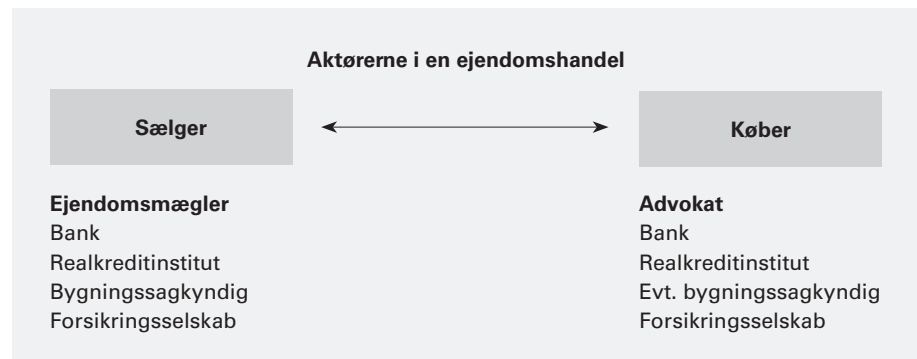 Aktørerne i en ejendomshandel
Sælger
Køber
Ejendomsmægler
Bank
Realkreditinstitut
Bygningssagkyndig
Forsikringsselskab
Advokat
Bank
Realkreditinstitut
Evt. bygningssagkyndig
Forsikringsselskab